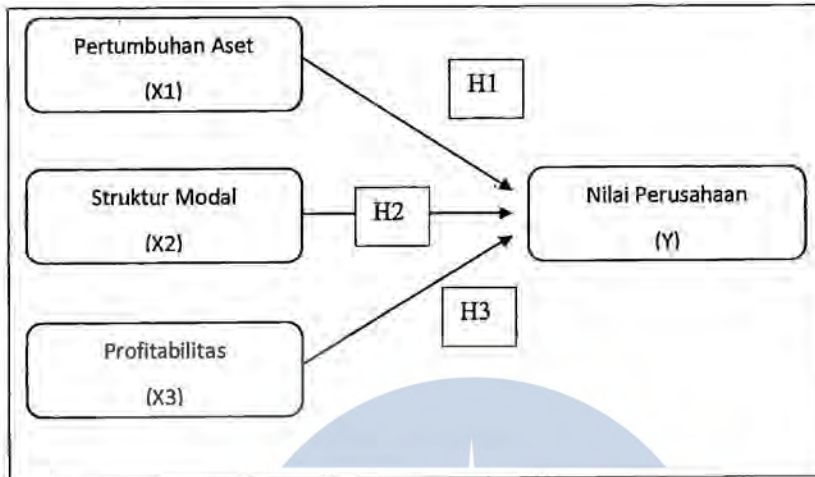 Pertumbuhan Aset
(X1)
H1
Struktur Modal
(X2)
H2
Nilai Perusahaan
(Y)
Profitabilitas
(X3)
H3